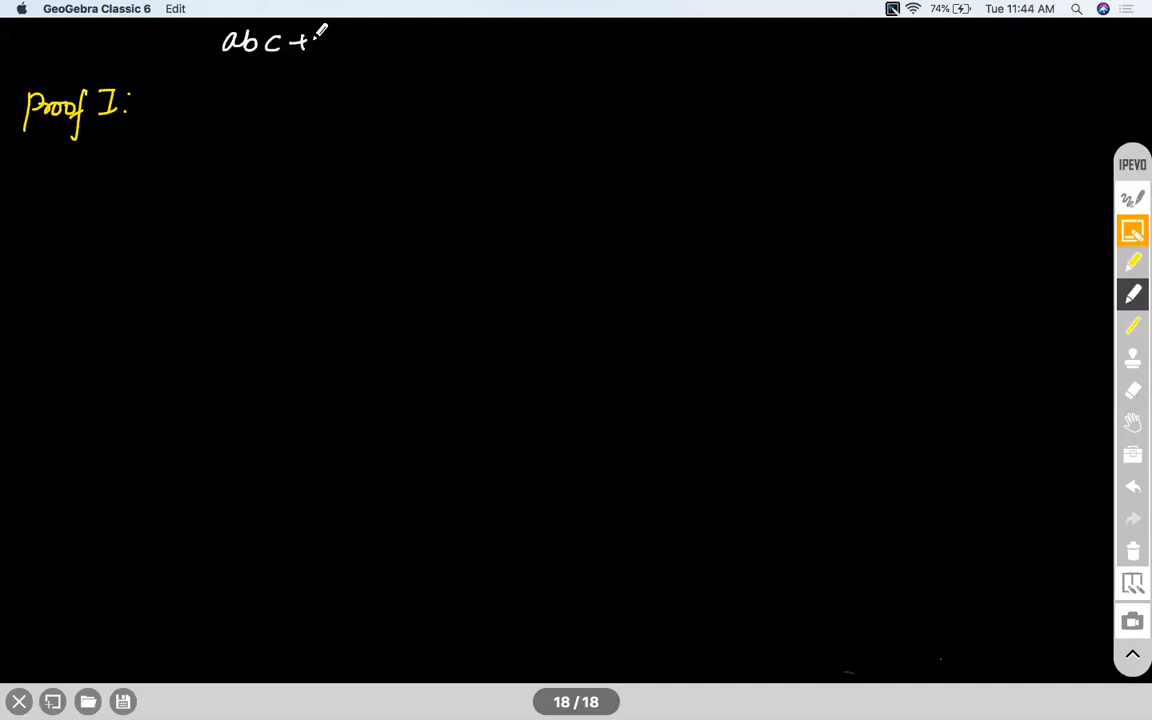 GeoGebra Classic 6 Edit 74% Tue 11:44 AM
abc +
Proof I:
IPEVO
18 / 18